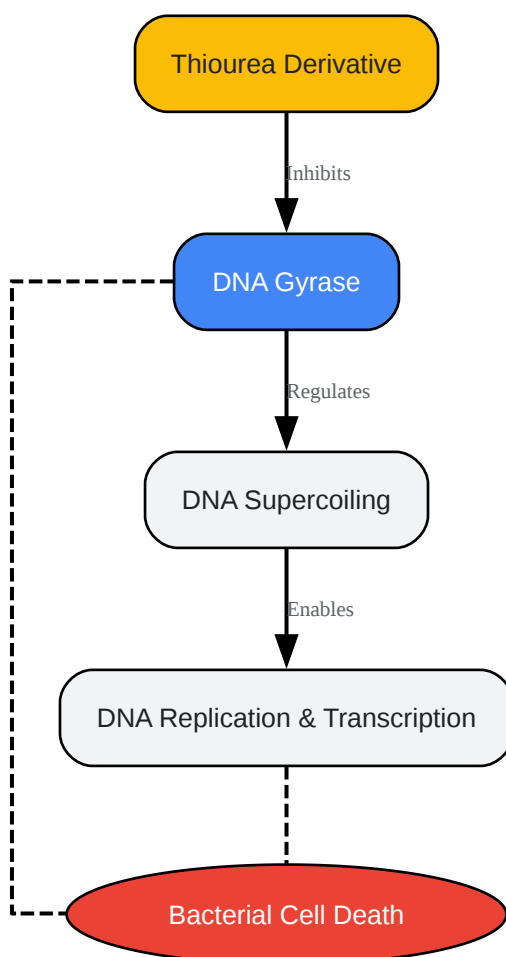 Thiourea Derivative
Inhibits
DNA Gyrase
Regulates
DNA Supercoiling
Enables
DNA Replication & Transcription
Bacterial Cell Death